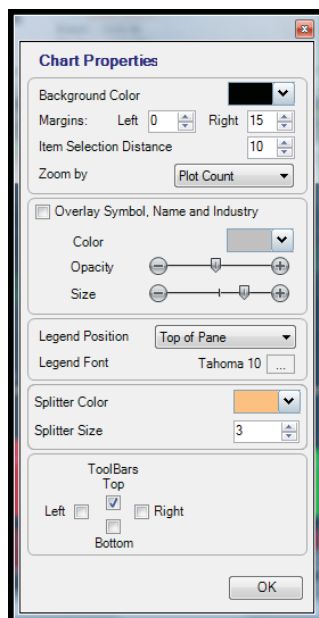 Chart Properties
Background Color
Margins: Left 0 Right 15
Item Selection Distance 10
Zoom by Plot Count
Overlay Symbol, Name and Industry
Color
Opacity
Size
Legend Position Top of Pane
Legend Font Tahoma 10 ...
Splitter Color
Splitter Size 3
ToolBars
Top
Left Right
Bottom
OK